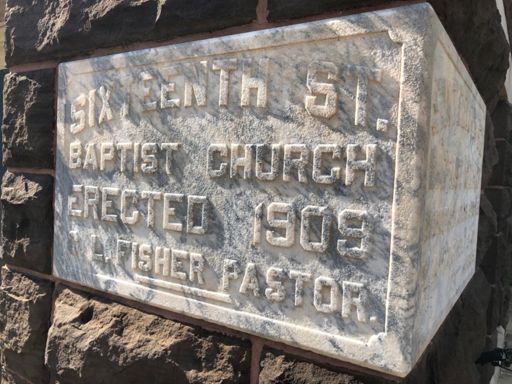 SIXTEENTH ST.
BAPTIST CHURCH
ERECTED 1909
C. L. FISHER PASTOR.